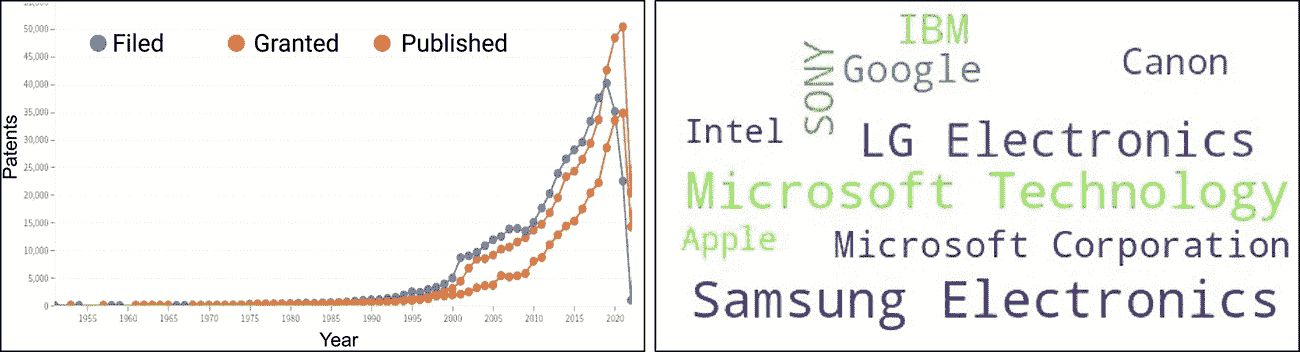 50,000
45,000
40,000
35,000
30,000
25,000
20,000
15,000
10,000
5,000
0
Patents
Filed Granted Published
1955 1960 1965 1970 1975 1980 1985 1990 1995 2000 2005 2010 2015 2020
Year
IBM
SONY
Google
Canon
Intel
LG Electronics
Microsoft Technology
Apple
Microsoft Corporation
Samsung Electronics